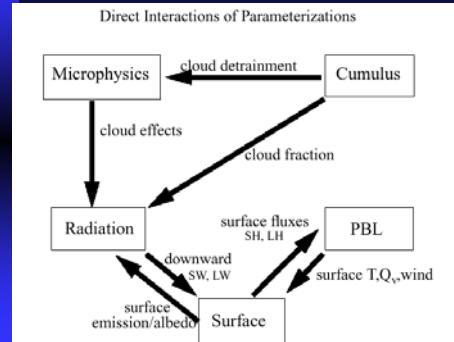 Direct Interactions of Parameterizations
Microphysics
cloud detrainment
Cumulus
cloud effects
cloud fraction
Radiation
surface fluxes
SH, LH
PBL
downward
SW, LW
surface T,Qv,wind
surface
emission/albedo
Surface